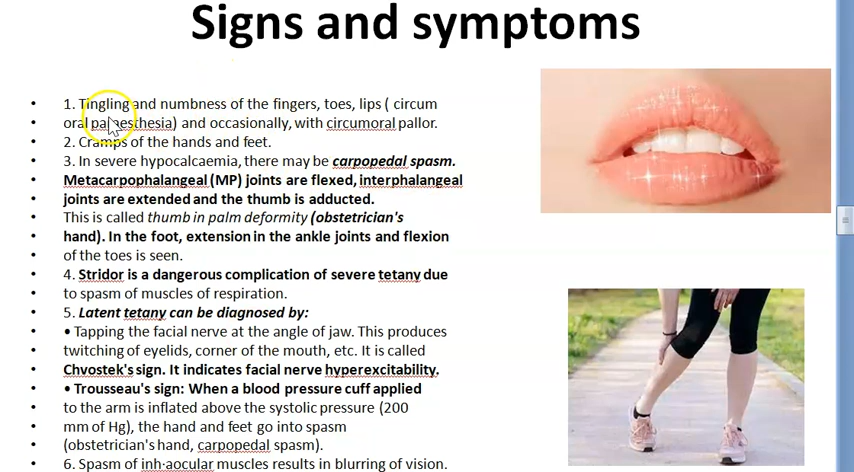 Signs and symptoms
• 1. Tingling and numbness of the fingers, toes, lips ( circum
• oral paraesthesia) and occasionally, with circumoral pallor.
• 2. Cramps of the hands and feet.
• 3. In severe hypocalcaemia, there may be carpopedal spasm.
• Metacarpophalangeal (MP) joints are flexed, interphalangeal
• joints are extended and the thumb is adducted.
• This is called thumb in palm deformity (obstetrician's
• hand). In the foot, extension in the ankle joints and flexion
• of the toes is seen.
• 4. Stridor is a dangerous complication of severe tetany due
• to spasm of muscles of respiration.
• 5. Latent tetany can be diagnosed by:
• • Tapping the facial nerve at the angle of jaw. This produces
• twitching of eyelids, corner of the mouth, etc. It is called
• Chvostek's sign. It indicates facial nerve hyperexcitability.
• • Trousseau's sign: When a blood pressure cuff applied
• to the arm is inflated above the systolic pressure (200
• mm of Hg), the hand and feet go into spasm
• (obstetrician's hand, carpopedal spasm).
• 6. Spasm of inh·aocular muscles results in blurring of vision.